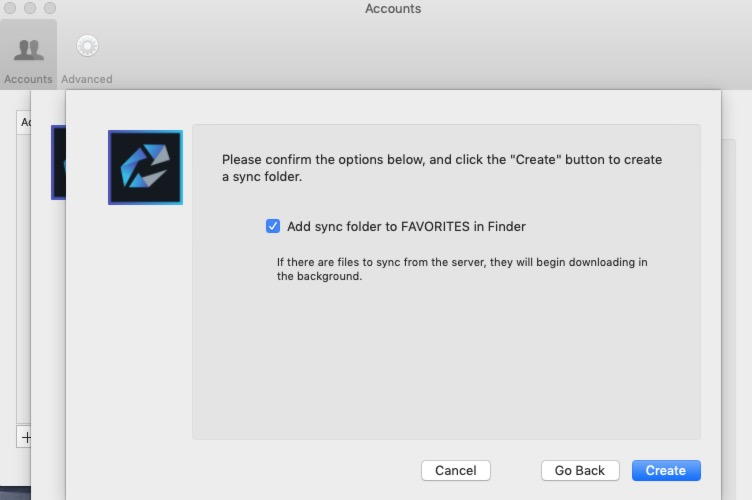 Accounts
Accounts
Advanced
Please confirm the options below, and click the "Create" button to create
a sync folder.
Add sync folder to FAVORITES in Finder
If there are files to sync from the server, they will begin downloading in
the background.
Cancel
Go Back
Create